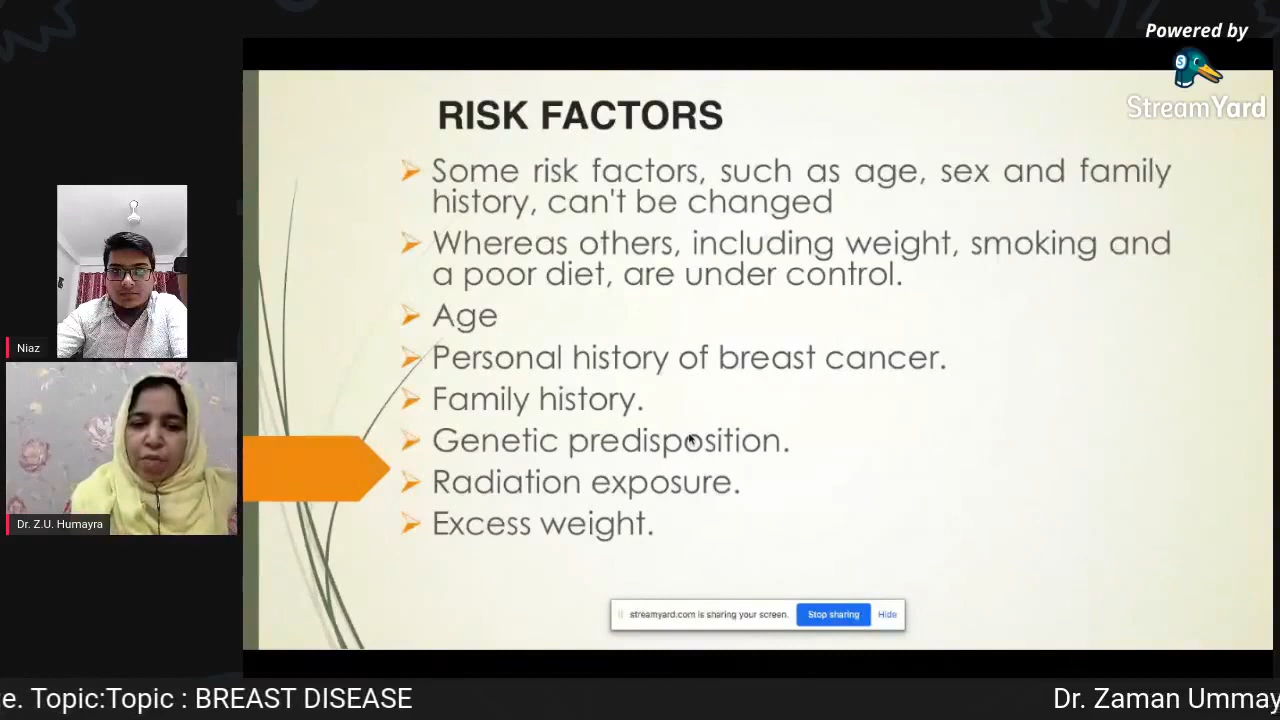 Powered by
StreamYard
RISK FACTORS
Some risk factors, such as age, sex and family
history, can't be changed
Whereas others, including weight, smoking and
a poor diet, are under control.
Age
Personal history of breast cancer.
Family history.
Genetic predisposition.
Radiation exposure.
Excess weight.
Niaz
Dr. Z.U. Humayra
streamyard.com is sharing your screen. Stop sharing Hide
e. Topic:Topic : BREAST DISEASE Dr. Zaman Ummay